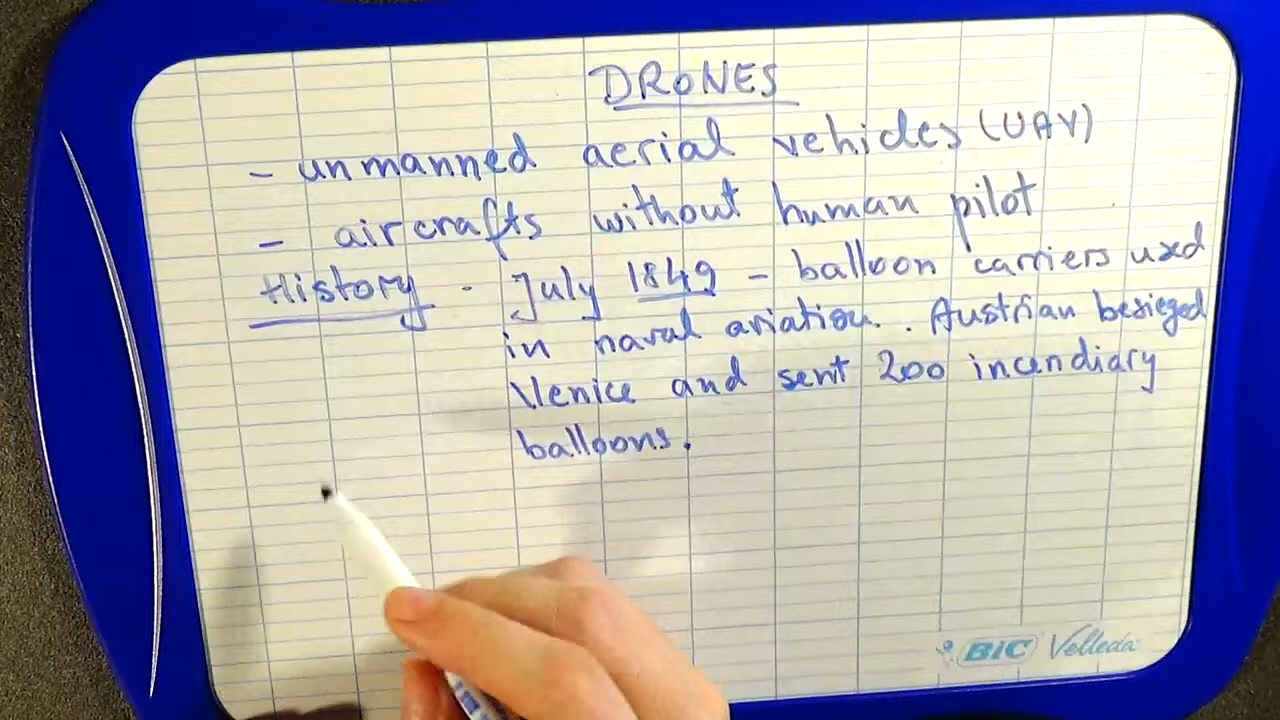 DRONES
- unmanned aerial vehicles (UAV)
- aircrafts without human pilot
History - July 1849 - balloon carriers used
in naval aviation. . Austrian besieged
Venice and sent 200 incendiary
balloons.
BIC Velleda